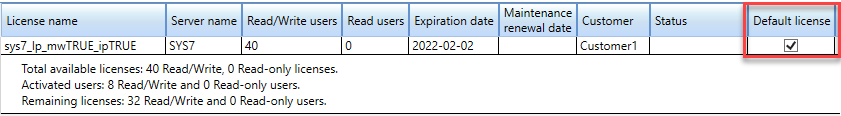 License name Server name Read/Write users Read users Expiration date Maintenance renewal date Customer Status Default license
sys7_lp_mwTRUE_ipTRUE SYS7 40 0 2022-02-02 Customer1
Total available licenses: 40 Read/Write, 0 Read-only licenses.
Activated users: 8 Read/Write and 0 Read-only users.
Remaining licenses: 32 Read/Write and 0 Read-only users.